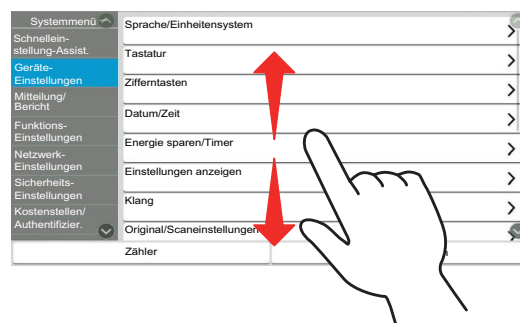 Systemmenü
Schnellein-
stellung-Assist.
Geräte-
Einstellungen
Mitteilung/
Bericht
Funktions-
Einstellungen
Netzwerk-
Einstellungen
Sicherheits-
Einstellungen
Kostenstellen/
Authentifizier.
Sprache/Einheitensystem
Tastatur
Zifferntasten
Datum/Zeit
Energie sparen/Timer
Einstellungen anzeigen
Klang
Original/Scaneinstellungen
Zähler